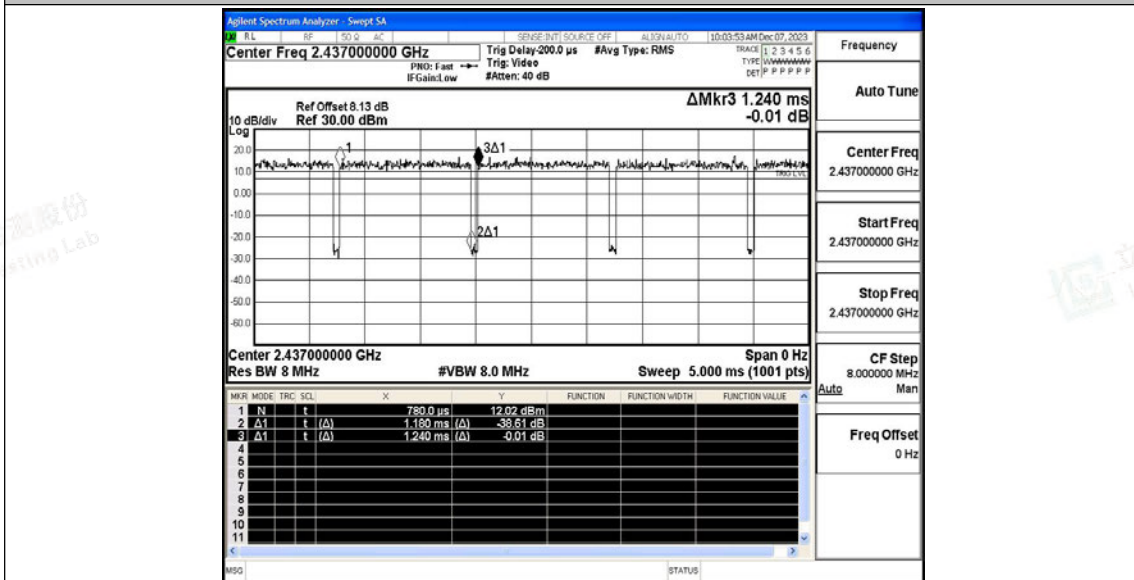 Agilent Spectrum Analyzer - Swept SA
RL RF 50 Ω AC SENSE:INT SOURCE OFF ALIGNAUTO 10:03:53 AM Dec 07, 2023
Center Freq 2.437000000 GHz
PNO: Fast
IFGain:Low
Trig Delay-200.0 µs #Avg Type: RMS
Trig: Video
#Atten: 40 dB
TRACE 1 2 3 4 5 6
TYPE
DET P P P P P P
Frequency
Auto Tune
Center Freq
2.437000000 GHz
Start Freq
2.437000000 GHz
Stop Freq
2.437000000 GHz
CF Step
8.000000 MHz
Auto Man
Freq Offset
0 Hz
ΔMkr3 1.240 ms
-0.01 dB
Ref Offset 8.13 dB
10 dB/div Ref 30.00 dBm
Log
20.0
10.0
0.00
-10.0
-20.0
-30.0
-40.0
-50.0
-60.0
1
3Δ1
2Δ1
TRIG LVL
Center 2.437000000 GHz Span 0 Hz
Res BW 8 MHz #VBW 8.0 MHz Sweep 5.000 ms (1001 pts)
MKR MODE TRC SCL X Y FUNCTION FUNCTION WIDTH FUNCTION VALUE
1 N t 780.0 µs 12.02 dBm
2 Δ1 t (Δ) 1.180 ms (Δ) -38.61 dB
3 Δ1 t (Δ) 1.240 ms (Δ) -0.01 dB
4
5
6
7
8
9
10
11
MSG STATUS